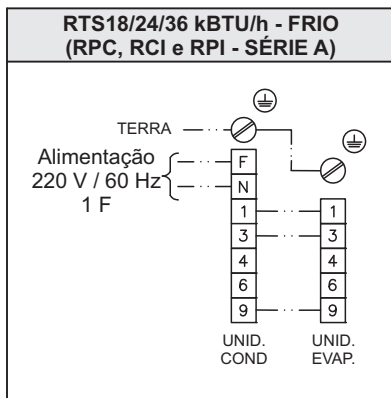 RTS18/24/36 kBTU/h - FRIO
(RPC, RCI e RPI - SÉRIE A)
TERRA
Alimentação
220 V / 60 Hz
1 F
F
N
1 1
3 3
4 4
6 6
9 9
UNID. UNID.
COND EVAP.